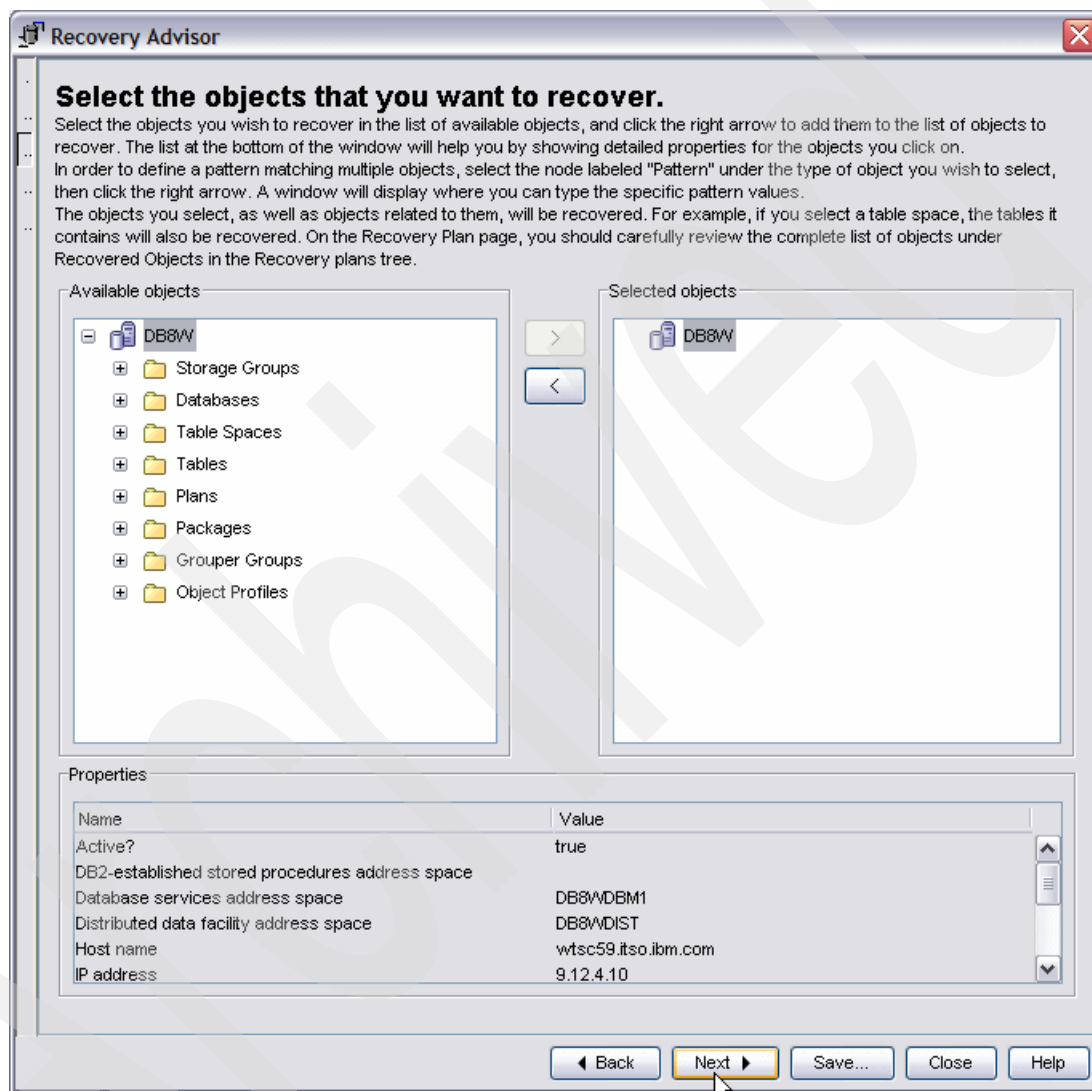 Recovery Advisor
Select the objects that you want to recover.
Select the objects you wish to recover in the list of available objects, and click the right arrow to add them to the list of objects to
recover. The list at the bottom of the window will help you by showing detailed properties for the objects you click on.
In order to define a pattern matching multiple objects, select the node labeled "Pattern" under the type of object you wish to select,
then click the right arrow. A window will display where you can type the specific pattern values.
The objects you select, as well as objects related to them, will be recovered. For example, if you select a table space, the tables it
contains will also be recovered. On the Recovery Plan page, you should carefully review the complete list of objects under
Recovered Objects in the Recovery plans tree.
Available objects
DB8W
Storage Groups
Databases
Table Spaces
Tables
Plans
Packages
Grouper Groups
Object Profiles
>
<
Selected objects
DB8W
Properties
Name Value
Active? true
DB2-established stored procedures address space
Database services address space DB8WDBM1
Distributed data facility address space DB8WDIST
Host name wtsc59.itso.ibm.com
IP address 9.12.4.10
Back Next Save... Close Help